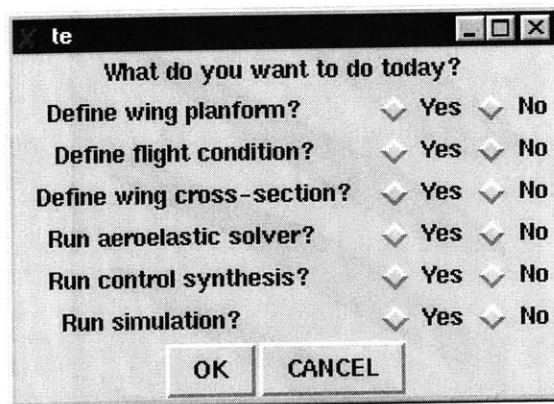 te
What do you want to do today?
Define wing planform? Yes No
Define flight condition? Yes No
Define wing cross-section? Yes No
Run aeroelastic solver? Yes No
Run control synthesis? Yes No
Run simulation? Yes No
OK CANCEL